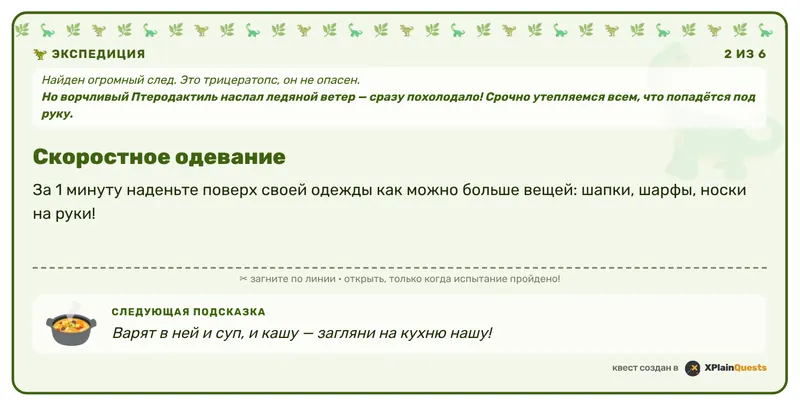 ЭКСПЕДИЦИЯ
2 ИЗ 6
Найден огромный след. Это трицератопс, он не опасен.
Но ворчливый Птеродактиль наслал ледяной ветер — сразу похолодало! Срочно утепляемся всем, что попадётся под
руку.
Скоростное одевание
За 1 минуту наденьте поверх своей одежды как можно больше вещей: шапки, шарфы, носки
на руки!
✂ загните по линии · открыть, только когда испытание пройдено!
СЛЕДУЮЩАЯ ПОДСКАЗКА
Варят в ней и суп, и кашу — загляни на кухню нашу!
квест создан в XPlainQuests